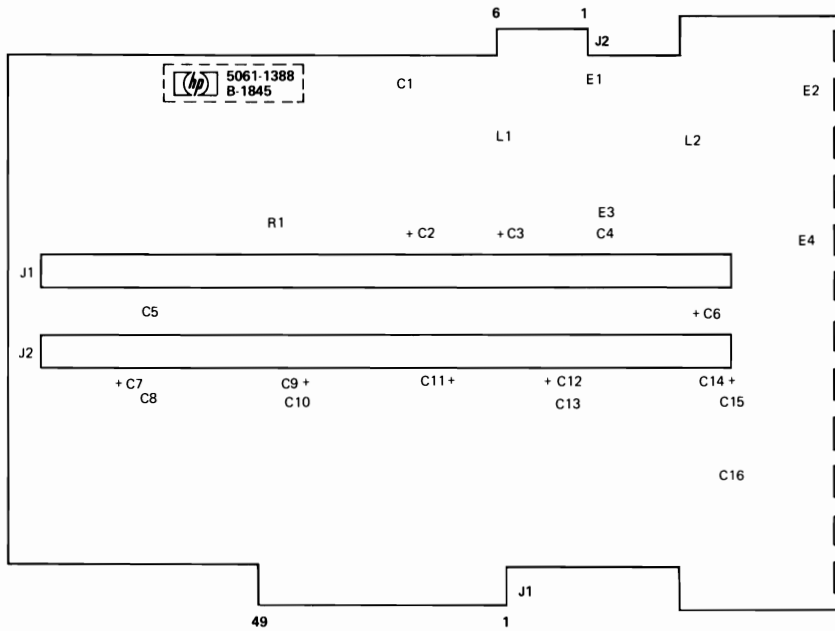 6 1
J2
hp 5061-1388
B-1845
C1 E1 E2
L1 L2
R1 + C2 + C3 E3
C4 E4
J1
C5 + C6
J2
+ C7 C9 + C11 + + C12 C14 +
C8 C10 C13 C15
C16
J1
49 1